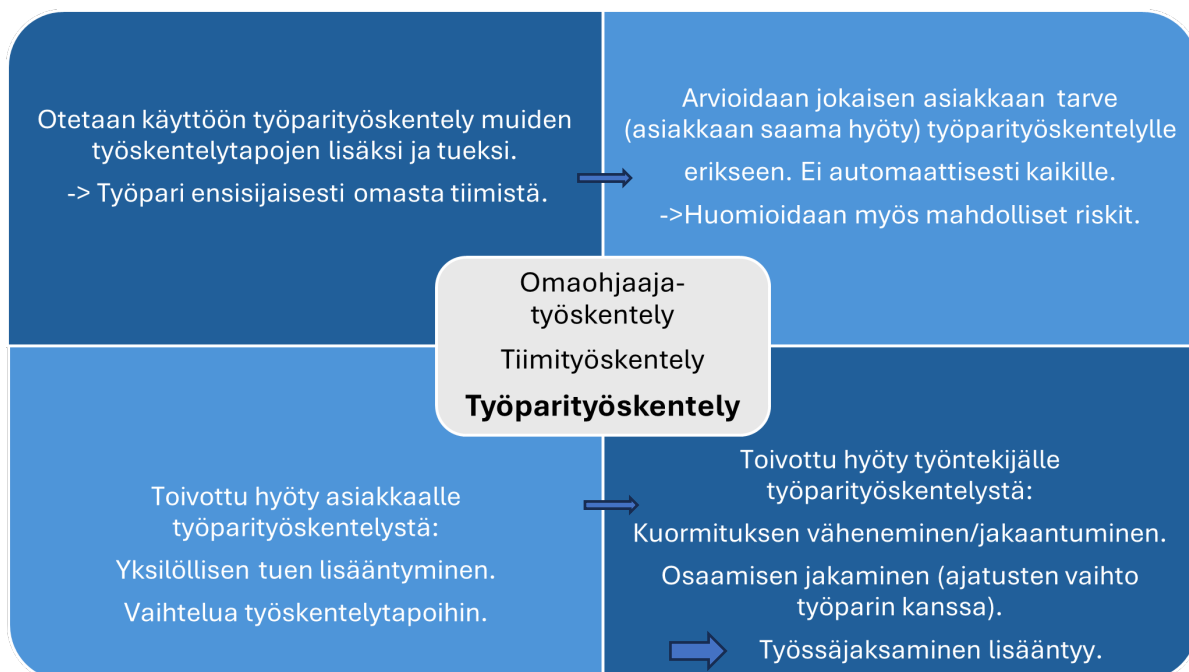 Otetaan käyttöön työparityöskentely muiden
työskentelytapojen lisäksi ja tueksi.
-> Työpari ensisijaisesti omasta tiimistä.
Arvioidaan jokaisen asiakkaan tarve
(asiakkaan saama hyöty) työparityöskentelylle
erikseen. Ei automaattisesti kaikille.
->Huomioidaan myös mahdolliset riskit.
Omaohjaaja-
työskentely
Tiimityöskentely
Työparityöskentely
Toivottu hyöty asiakkaalle
työparityöskentelystä:
Yksilöllisen tuen lisääntyminen.
Vaihtelua työskentelytapoihin.
Toivottu hyöty työntekijälle
työparityöskentelystä:
Kuormituksen väheneminen/jakaantuminen.
Osaamisen jakaminen (ajatusten vaihto
työparin kanssa).
Työssäjaksaminen lisääntyy.